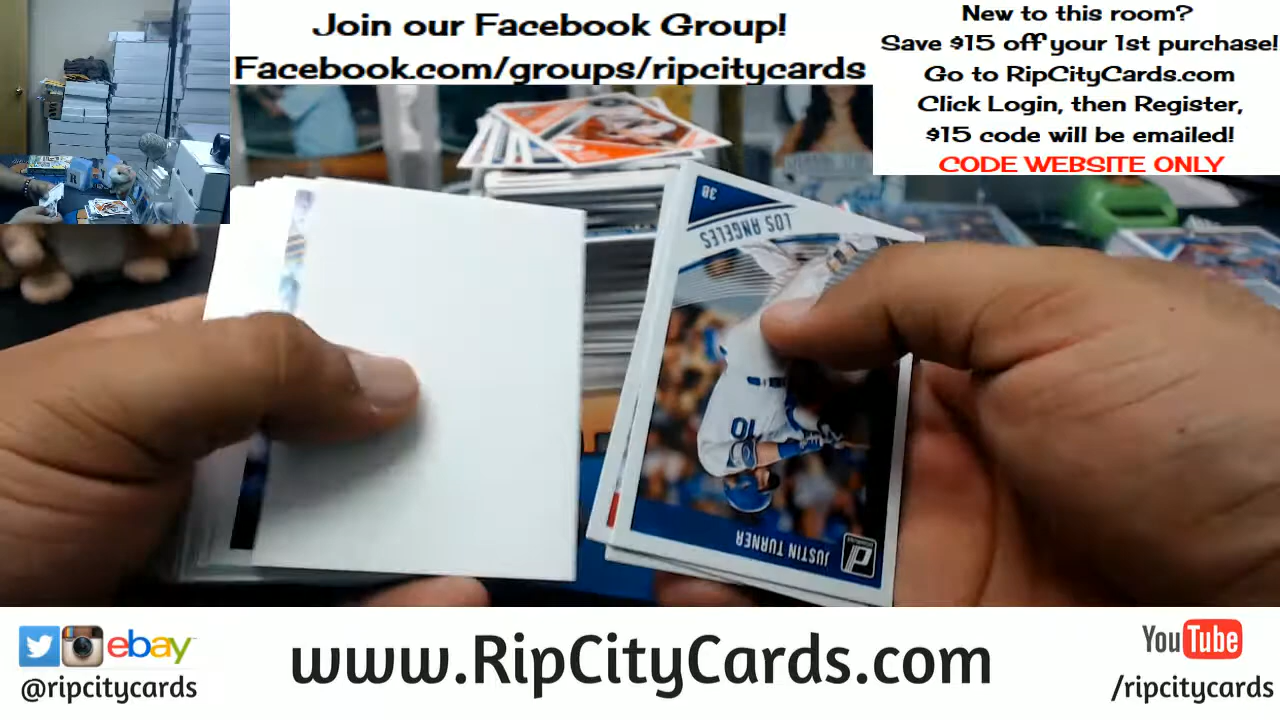 Join our Facebook Group!
Facebook.com/groups/ripcitycards
New to this room?
Save $15 off your 1st purchase!
Go to RipCityCards.com
Click Login, then Register,
$15 code will be emailed!
CODE WEBSITE ONLY
3B
LOS ANGELES
10
JUSTIN TURNER
ebay
@ripcitycards
www.RipCityCards.com
YouTube
/ripcitycards